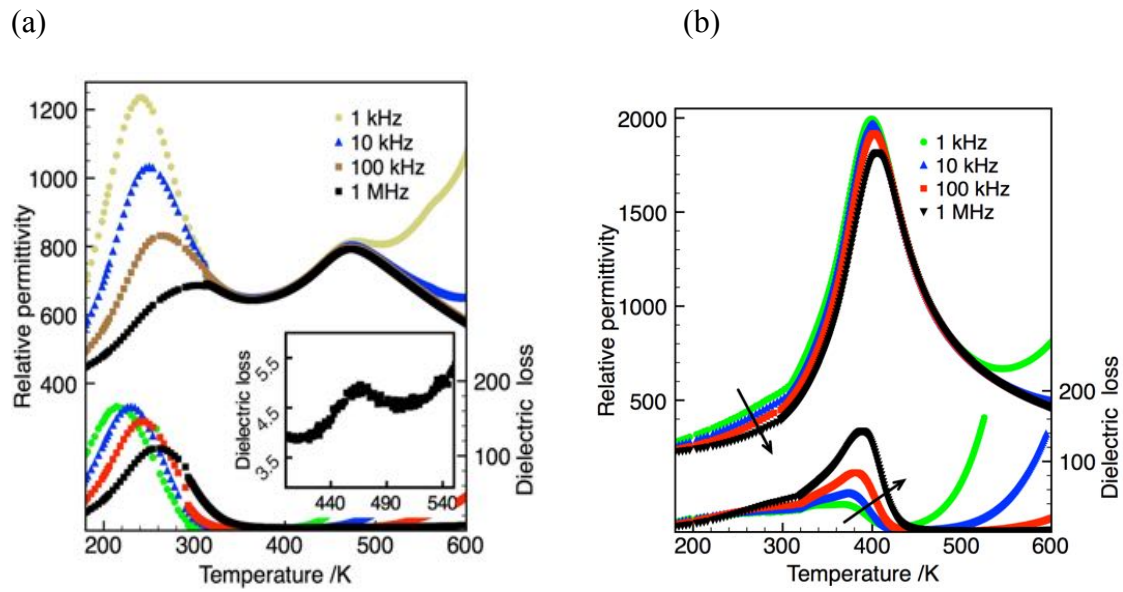 (a)
(b)
1200
1000
800
600
400
Relative permittivity
1 kHz
10 kHz
100 kHz
1 MHz
Dielectric loss
5.5
4.5
3.5
440
490
540
200
100
Dielectric loss
200
300
400
500
600
Temperature /K
2000
1500
1000
500
Relative permittivity
1 kHz
10 kHz
100 kHz
1 MHz
200
100
Dielectric loss
200
300
400
500
600
Temperature /K